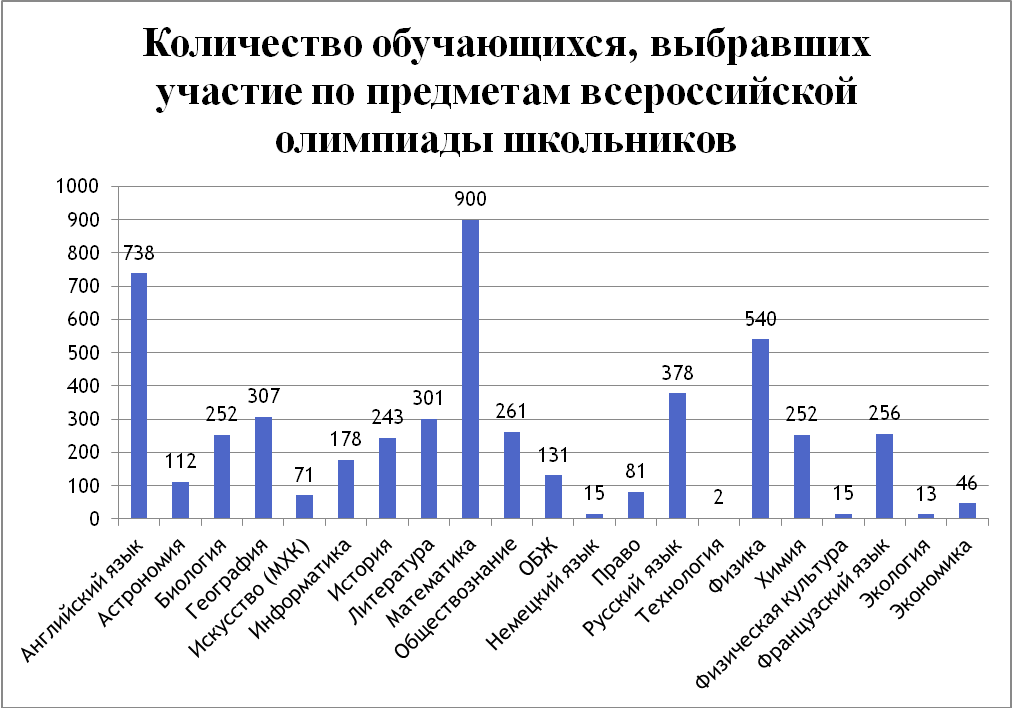 Количество обучающихся, выбравших
участие по предметам всероссийской
олимпиады школьников
1000
900
800
700
600
500
400
300
200
100
0
738
112
252
307
71
178
243
301
900
261
131
15
81
378
2
540
252
15
256
13
46
Английский язык
Астрономия
Биология
География
Искусство (МХК)
Информатика
История
Литература
Математика
Обществознание
ОБЖ
Немецкий язык
Право
Русский язык
Технология
Физика
Химия
Физическая культура
Французский язык
Экология
Экономика